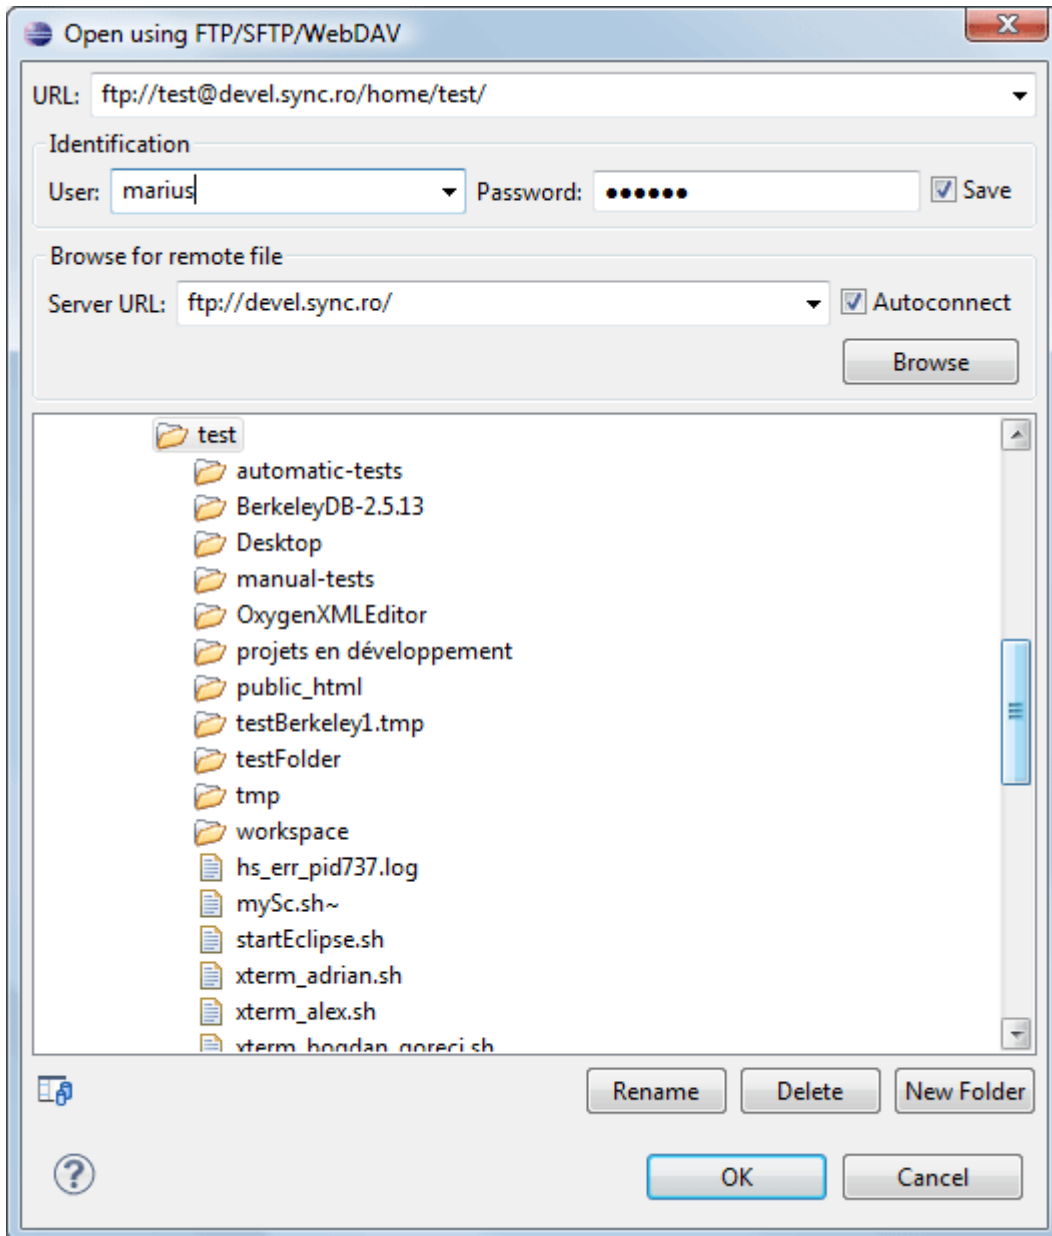 Open using FTP/SFTP/WebDAV
URL: ftp://test@devel.sync.ro/home/test/
Identification
User: marius Password: ●●●●●● Save
Browse for remote file
Server URL: ftp://devel.sync.ro/ Autoconnect
Browse
test
automatic-tests
BerkeleyDB-2.5.13
Desktop
manual-tests
OxygenXMLEditor
projets en développement
public_html
testBerkeley1.tmp
testFolder
tmp
workspace
hs_err_pid737.log
mySc.sh~
startEclipse.sh
xterm_adrian.sh
xterm_alex.sh
xterm_bogdan_goreci.sh
Rename Delete New Folder
OK Cancel